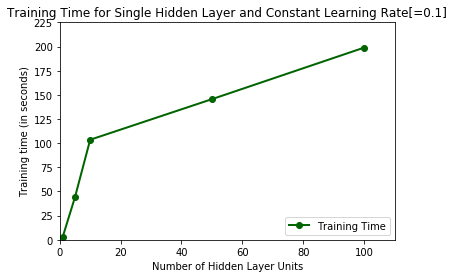 Training Time for Single Hidden Layer and Constant Learning Rate[=0.1]
225
200
175
150
125
100
75
50
25
0
Training time (in seconds)
Training Time
0 20 40 60 80 100
Number of Hidden Layer Units